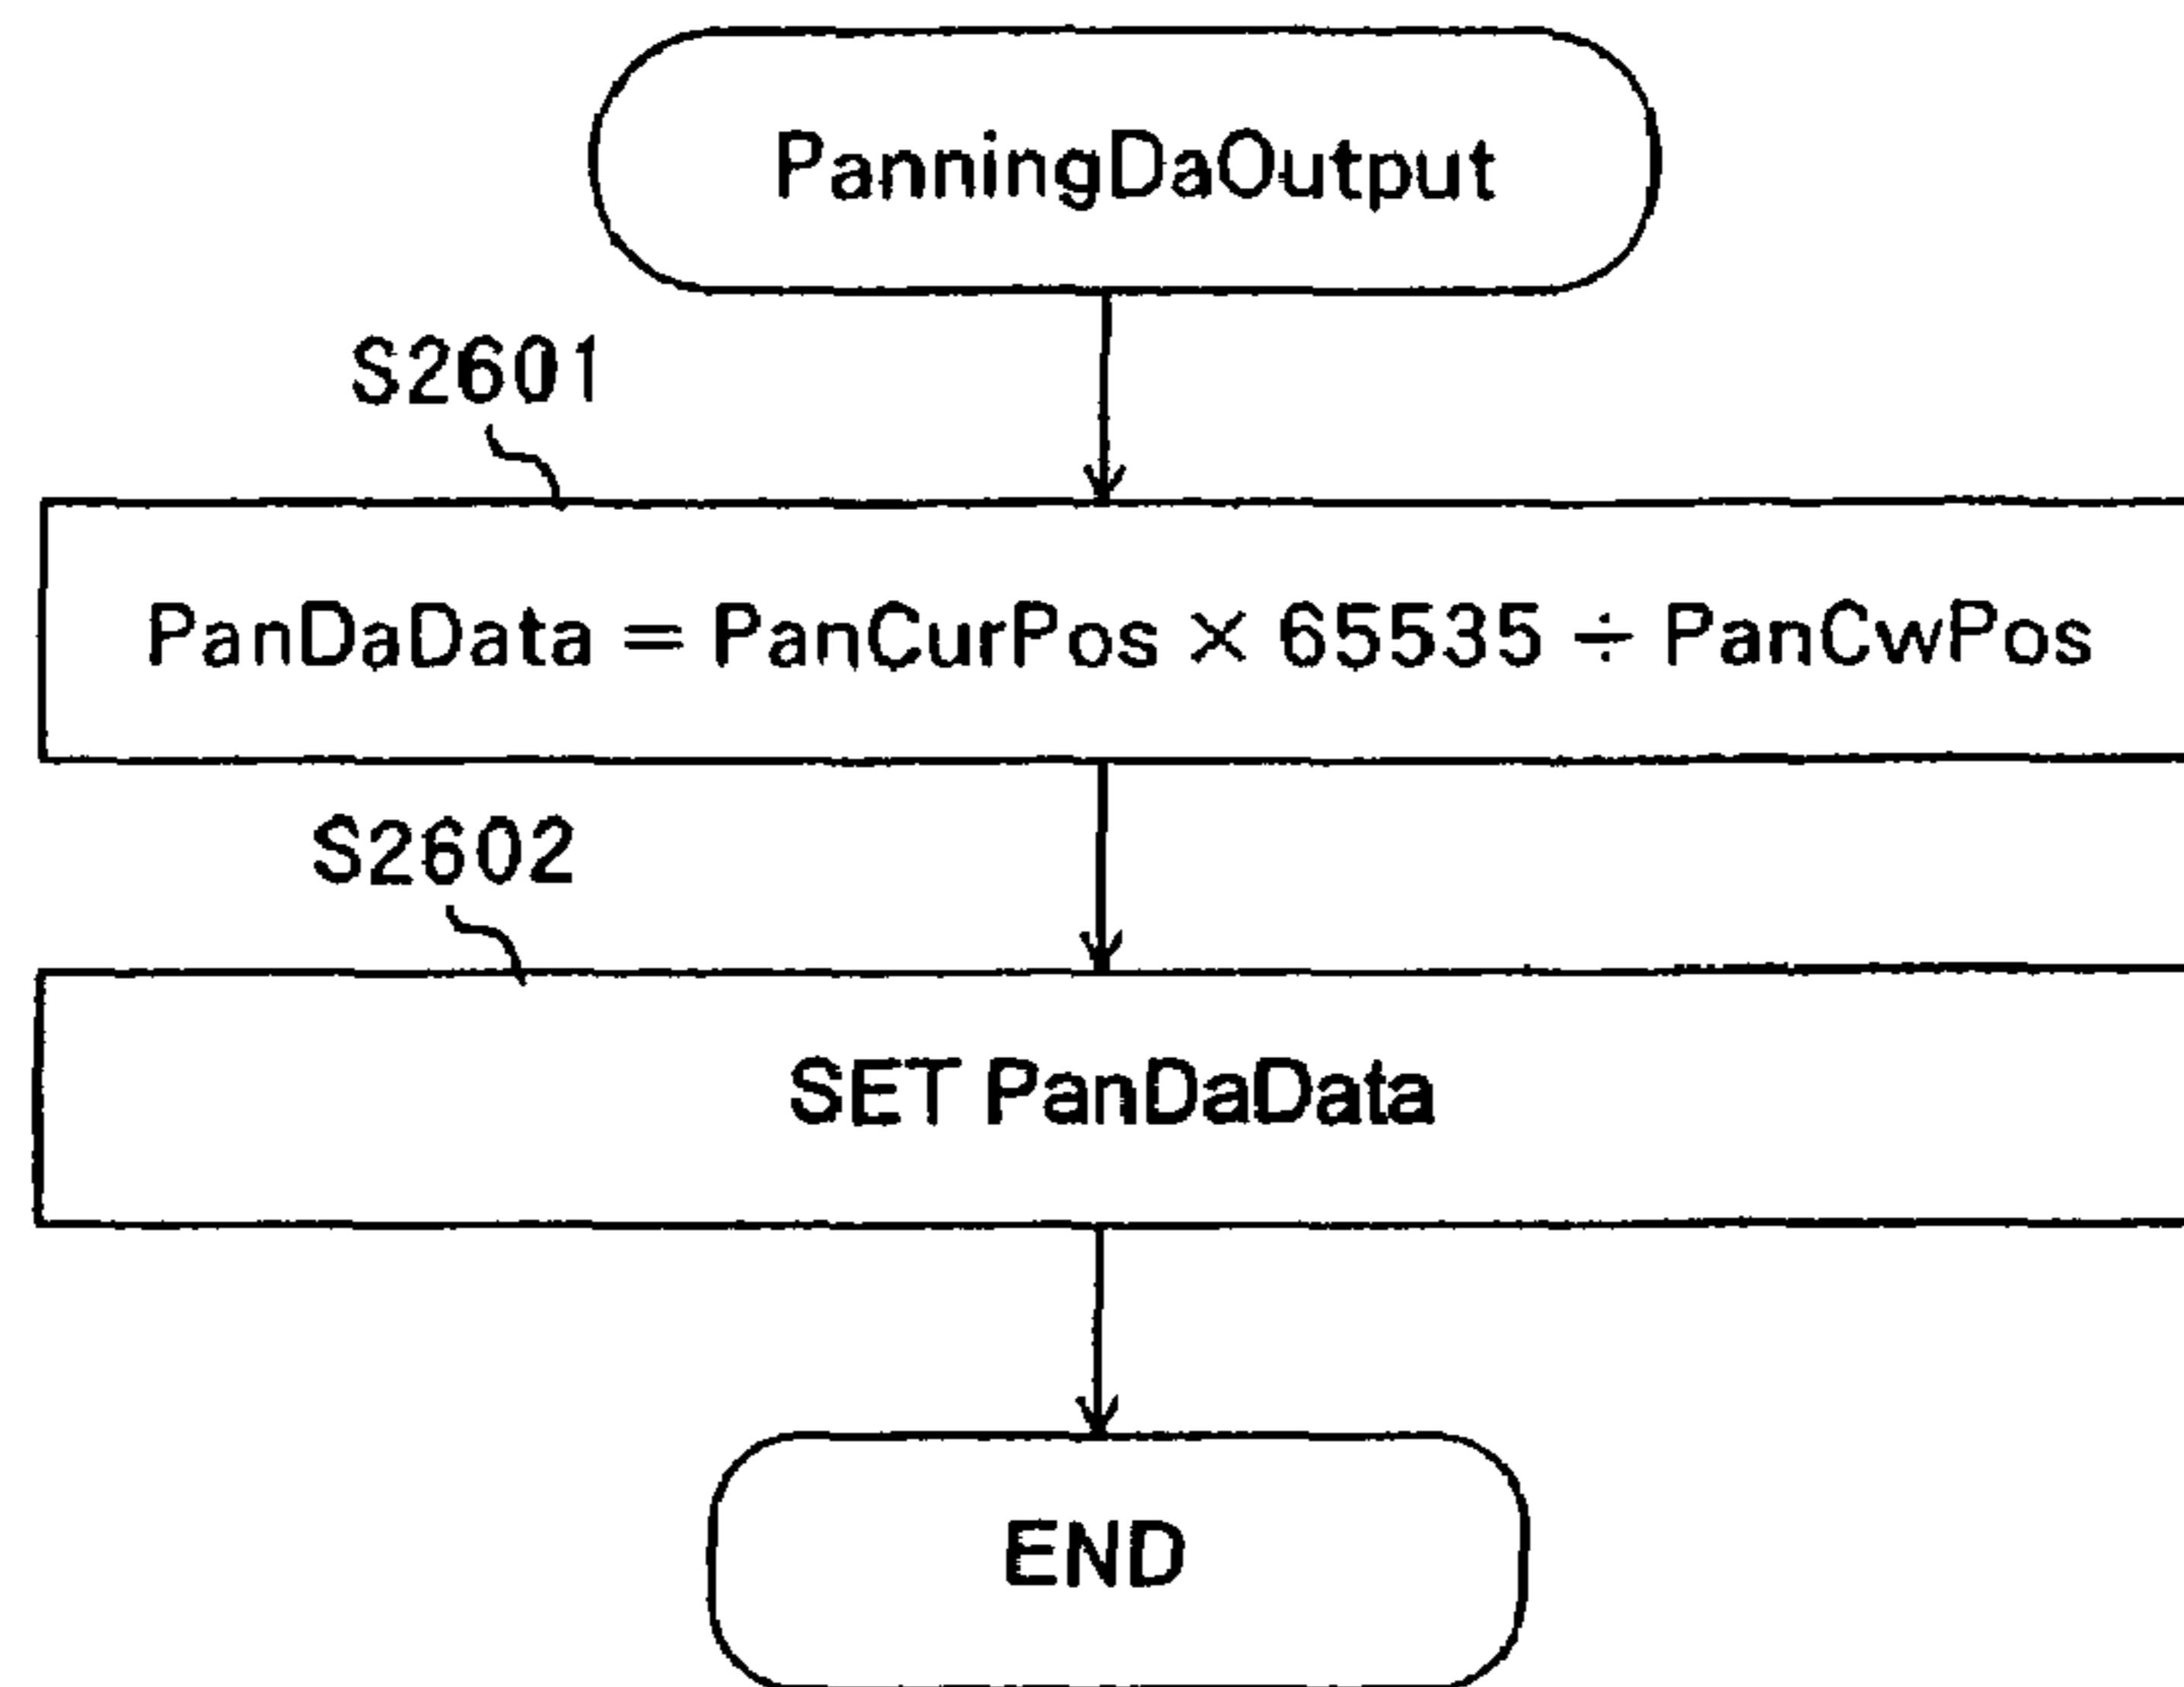 PanningDaOutput
S2601
PanDaData = PanCurPos × 65535 ÷ PanCwPos
S2602
SET PanDaData
END